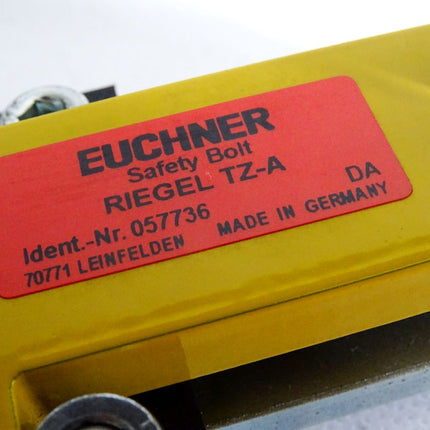 EUCHNER
Safety Bolt
RIEGEL TZ-A
DA
Ident.-Nr. 057736
70771 LEINFELDEN MADE IN GERMANY